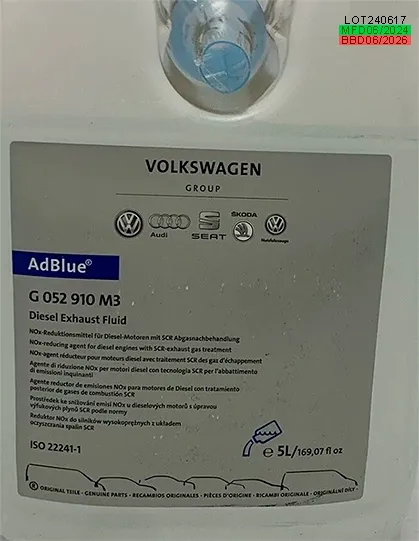 LOT240617
MFD06/2024
BBD06/2026
VOLKSWAGEN
GROUP
Audi SEAT ŠKODA Nutzfahrzeuge
AdBlue®
G 052 910 M3
Diesel Exhaust Fluid
NOx-Reduktionsmittel für Diesel-Motoren mit SCR Abgasnachbehandlung
NOx-reducing agent for diesel engines with SCR-exhaust gas treatment
NOx-agent réducteur pour moteurs diesel avec traitement SCR des gaz d'échappement
Agente di riduzione NOx per motori diesel con tecnologia SCR per l'abbattimento
di emissioni inquinanti
Agente reductor de emisiones NOx para motores de Diesel con tratamiento
posterior de gases de combustión SCR
Prostředek ke snižování emisí NOx u dieselových motorů s úpravou
výfukových plynů SCR podle normy
Reduktor NOx do silników wysokoprężnych z układem
oczyszczania spalin SCR
ISO 22241-1
℮ 5L/169,07 fl oz
® ORIGINAL TEILE · GENUINE PARTS · RECAMBIOS ORIGINALES · PIÈCES D'ORIGINE · RICAMBI ORIGINALE · ORIGINÁLNÍ DÍLY ·